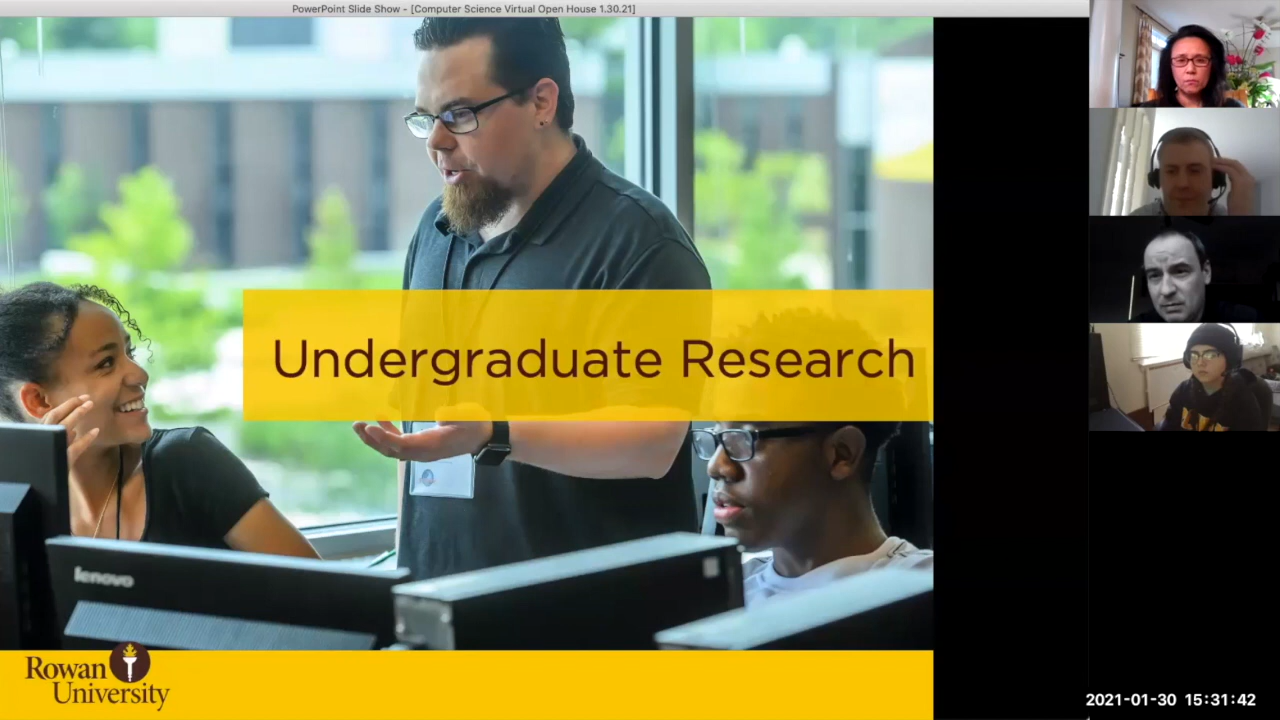 PowerPoint Slide Show - [Computer Science Virtual Open House 1.30.21]
Undergraduate Research
lenovo
Rowan
University
2021-01-30 15:31:42